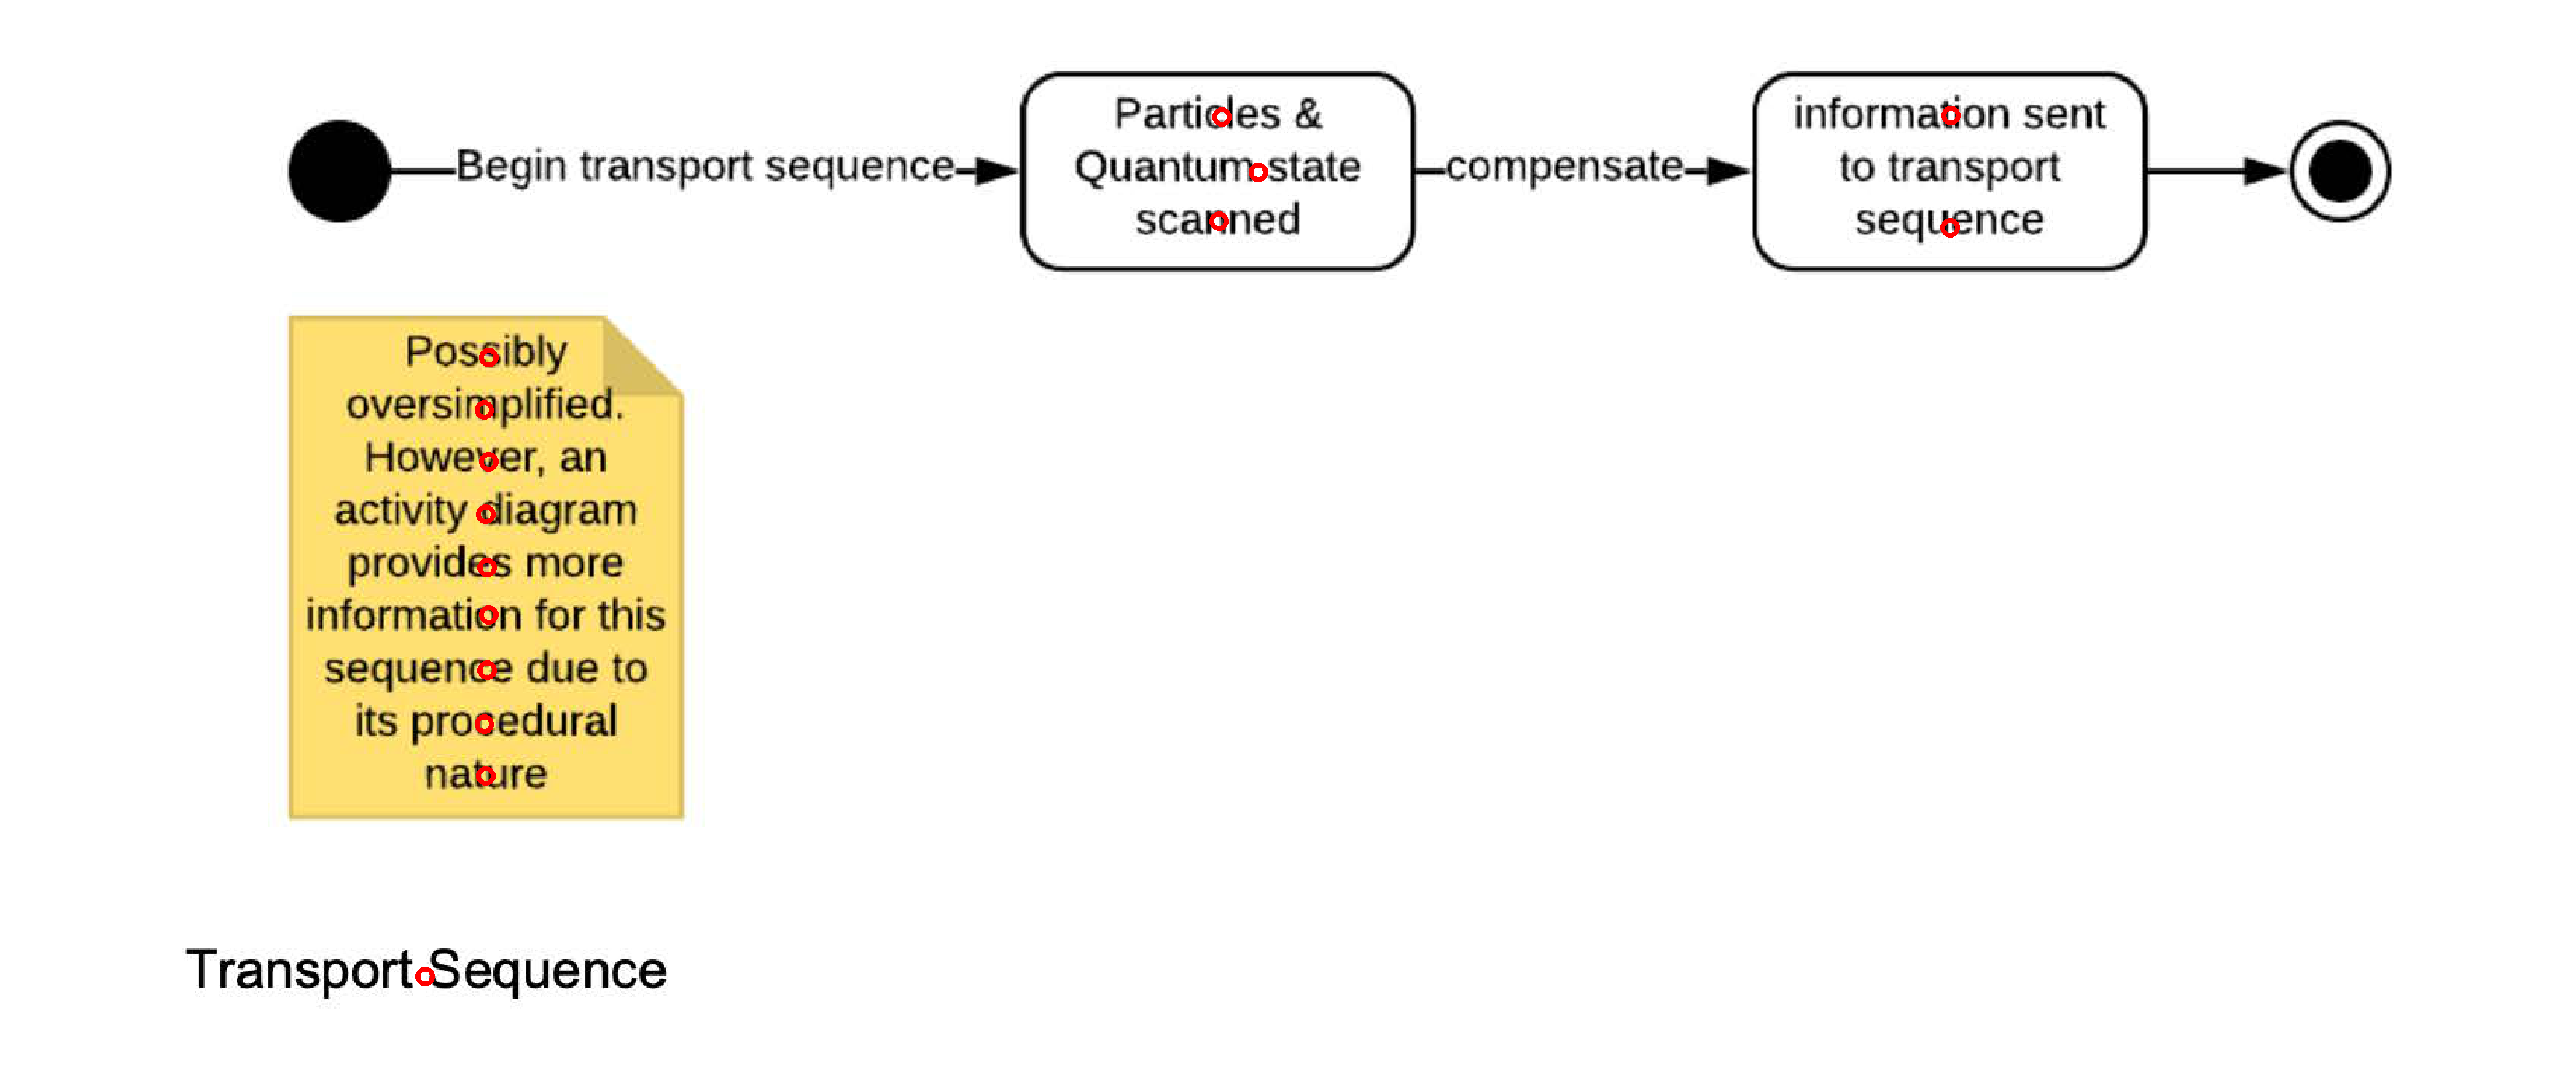 Begin transport sequence
Particles &
Quantum state
scanned
compensate
information sent
to transport
sequence
Possibly
oversimplified.
However, an
activity diagram
provides more
information for this
sequence due to
its procedural
nature
Transport Sequence